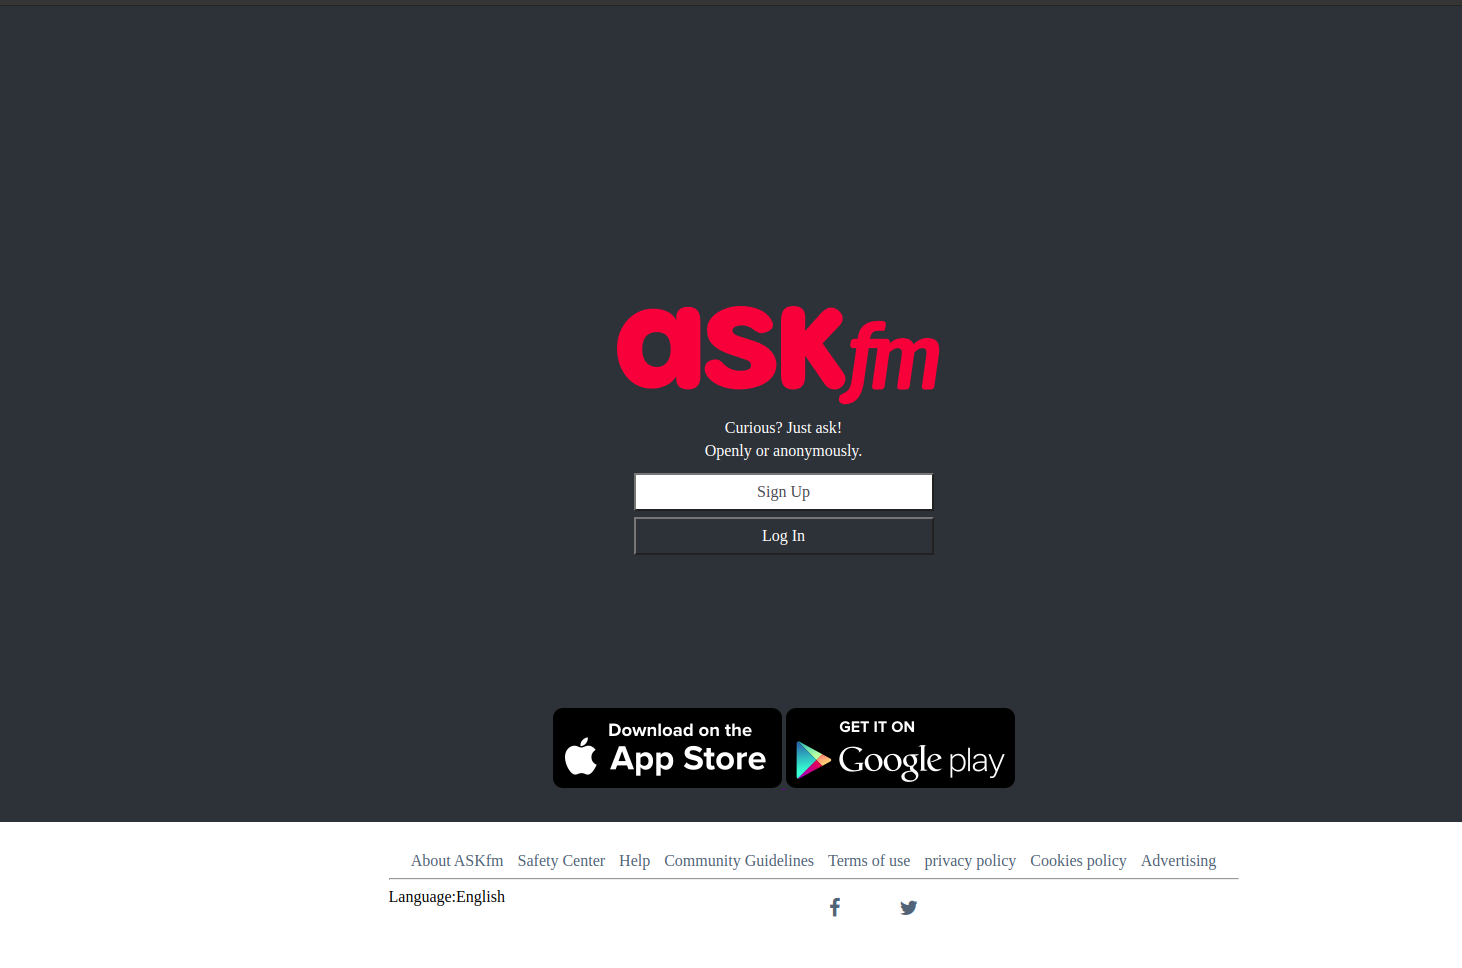 askfm
Curious? Just ask!
Openly or anonymously.
Sign Up
Log In
Download on the
App Store
GET IT ON
Google play
About ASKfm Safety Center Help Community Guidelines Terms of use privacy policy Cookies policy Advertising
Language:English